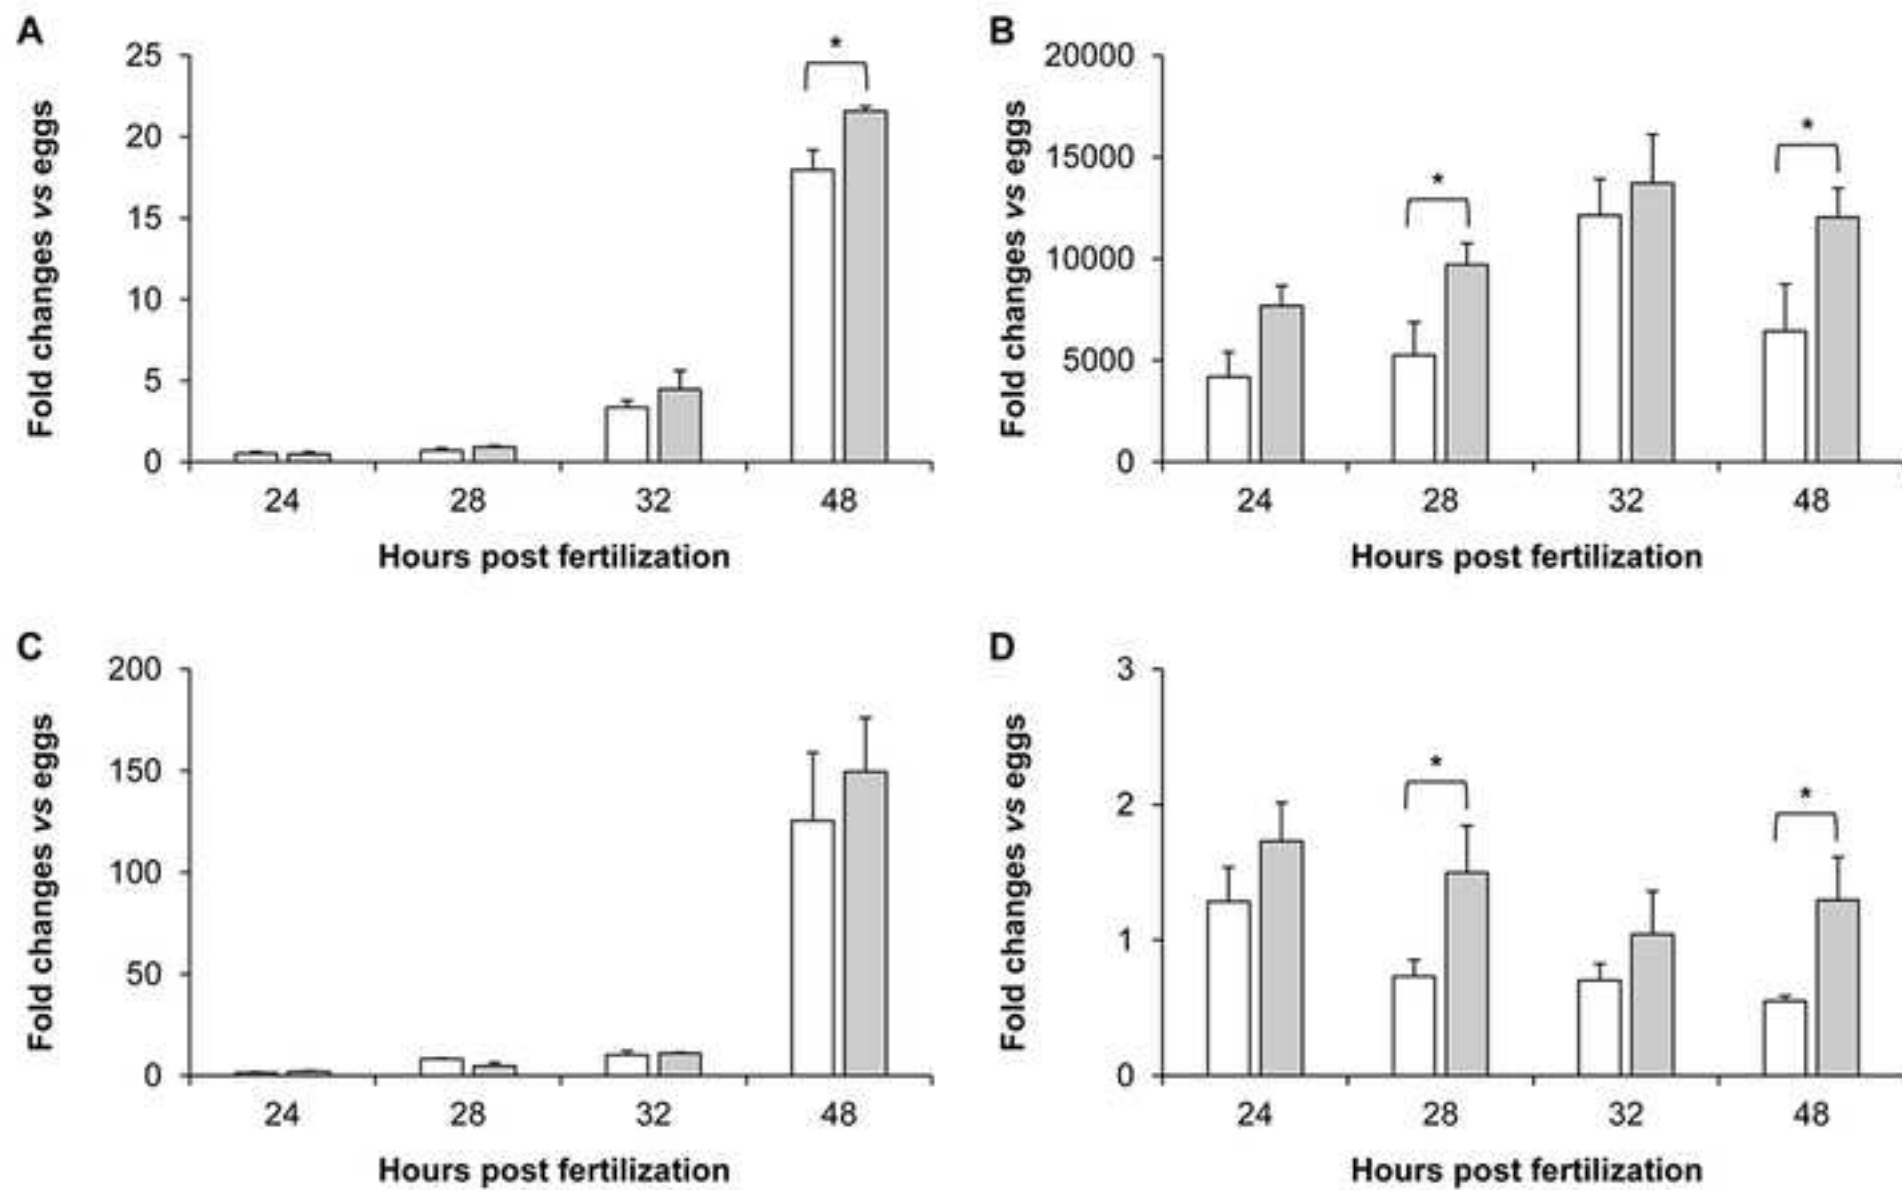 A
25
20
15
10
5
0
Fold changes vs eggs
*
24 28 32 48
Hours post fertilization
B
20000
15000
10000
5000
0
Fold changes vs eggs
*
*
24 28 32 48
Hours post fertilization
C
200
150
100
50
0
Fold changes vs eggs
24 28 32 48
Hours post fertilization
D
3
2
1
0
Fold changes vs eggs
*
*
24 28 32 48
Hours post fertilization